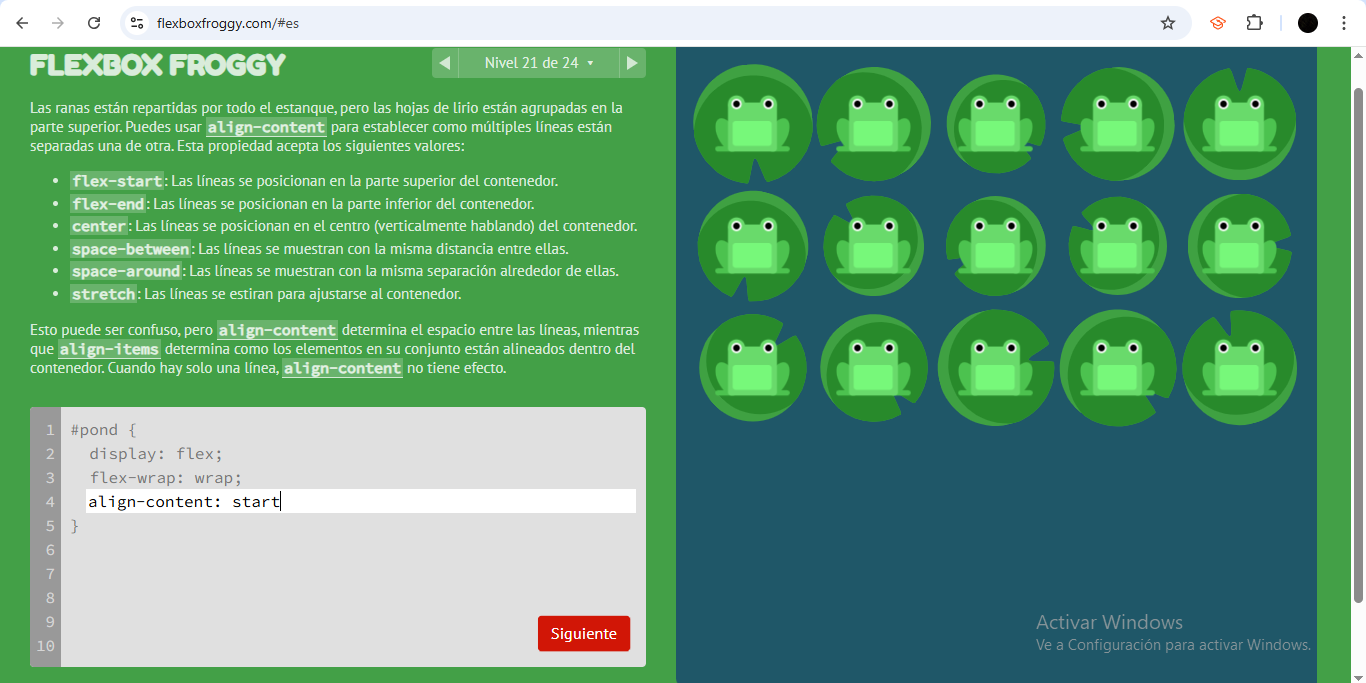 flexboxfroggy.com/#es
FLEXBOX FROGGY
Nivel 21 de 24
Las ranas están repartidas por todo el estanque, pero las hojas de lirio están agrupadas en la
parte superior. Puedes usar align-content para establecer como múltiples líneas están
separadas una de otra. Esta propiedad acepta los siguientes valores:
• flex-start: Las líneas se posicionan en la parte superior del contenedor.
• flex-end: Las líneas se posicionan en la parte inferior del contenedor.
• center: Las líneas se posicionan en el centro (verticalmente hablando) del contenedor.
• space-between: Las líneas se muestran con la misma distancia entre ellas.
• space-around: Las líneas se muestran con la misma separación alrededor de ellas.
• stretch: Las líneas se estiran para ajustarse al contenedor.
Esto puede ser confuso, pero align-content determina el espacio entre las líneas, mientras
que align-items determina como los elementos en su conjunto están alineados dentro del
contenedor. Cuando hay solo una línea, align-content no tiene efecto.
1 #pond {
2 display: flex;
3 flex-wrap: wrap;
4 align-content: start
5 }
6
7
8
9
10
Siguiente
Activar Windows
Ve a Configuración para activar Windows.